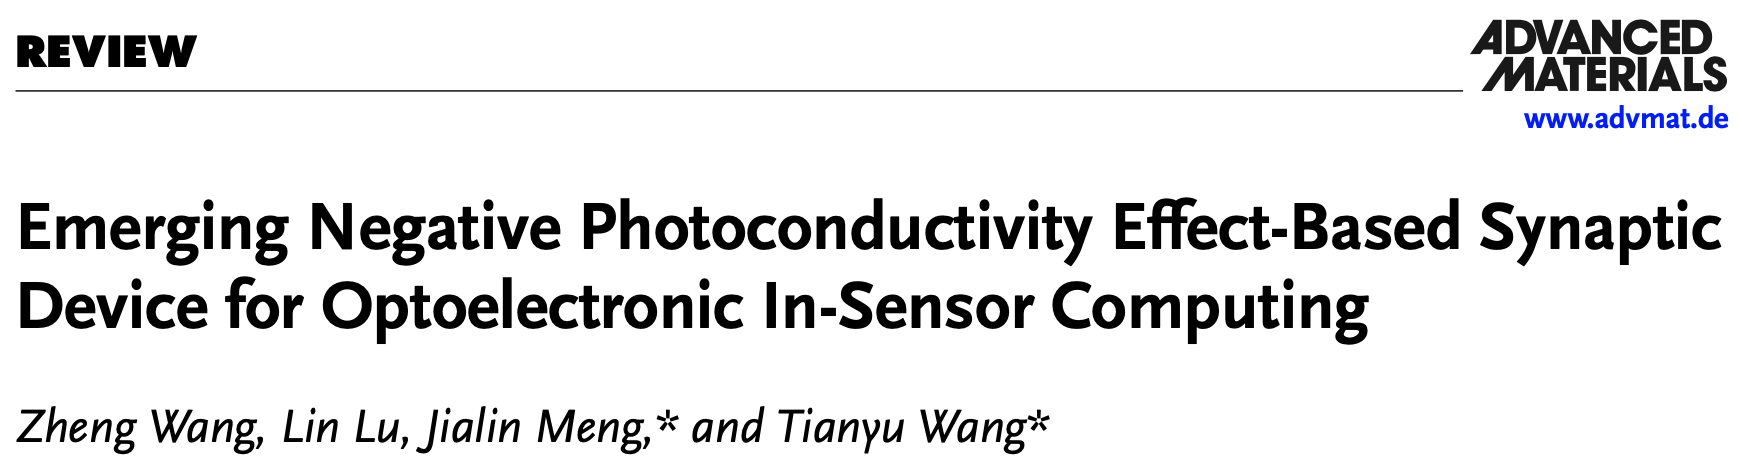 REVIEW
ADVANCED
MATERIALS
www.advmat.de
Emerging Negative Photoconductivity Effect-Based Synaptic
Device for Optoelectronic In-Sensor Computing
Zheng Wang, Lin Lu, Jialin Meng,* and Tianyu Wang*